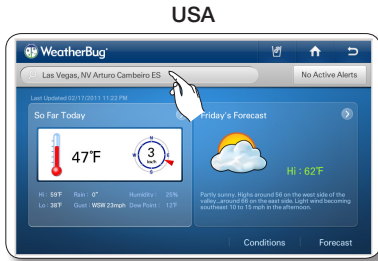 USA
WeatherBug®
Las Vegas, NV Arturo Cambeiro ES
No Active Alerts
Last Updated 02/17/2011 11:22 PM
So Far Today
47°F
N
3
mph
Hi : 59°F Rain : 0" Humidity : 25%
Lo : 38°F Gust : WSW 23mph Dew Point : 12°F
Friday's Forecast
Hi : 62°F
Partly sunny. Highs around 56 on the west side of the
valley...around 66 on the east side. Light wind becoming
southeast 10 to 15 mph in the afternoon.
Conditions Forecast